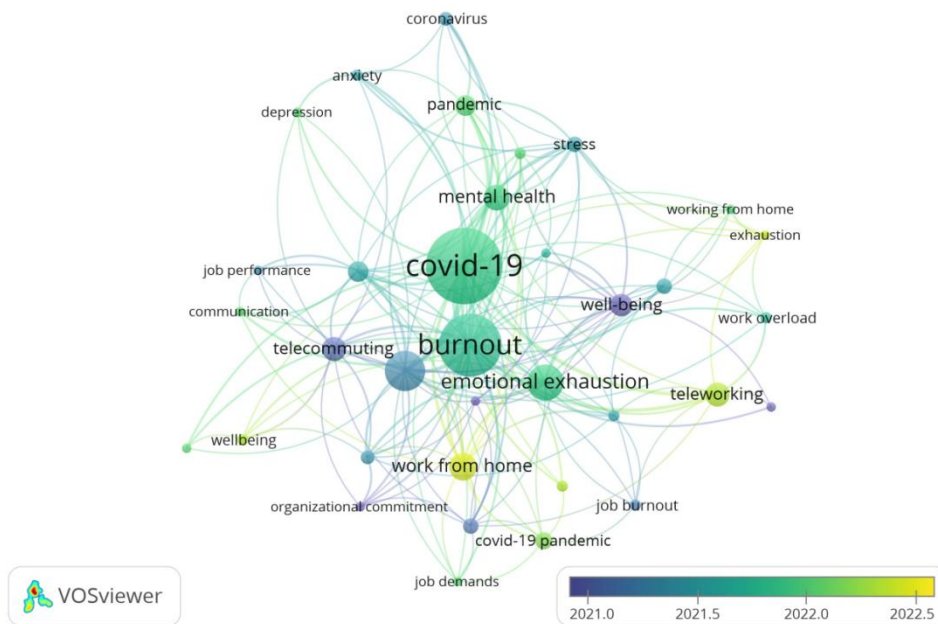 coronavirus
anxiety
pandemic
depression
stress
mental health
working from home
exhaustion
covid-19
job performance
well-being
communication
work overload
burnout
telecommuting
emotional exhaustion
teleworking
wellbeing
work from home
organizational commitment
job burnout
covid-19 pandemic
job demands
VOSviewer
2021.0 2021.5 2022.0 2022.5